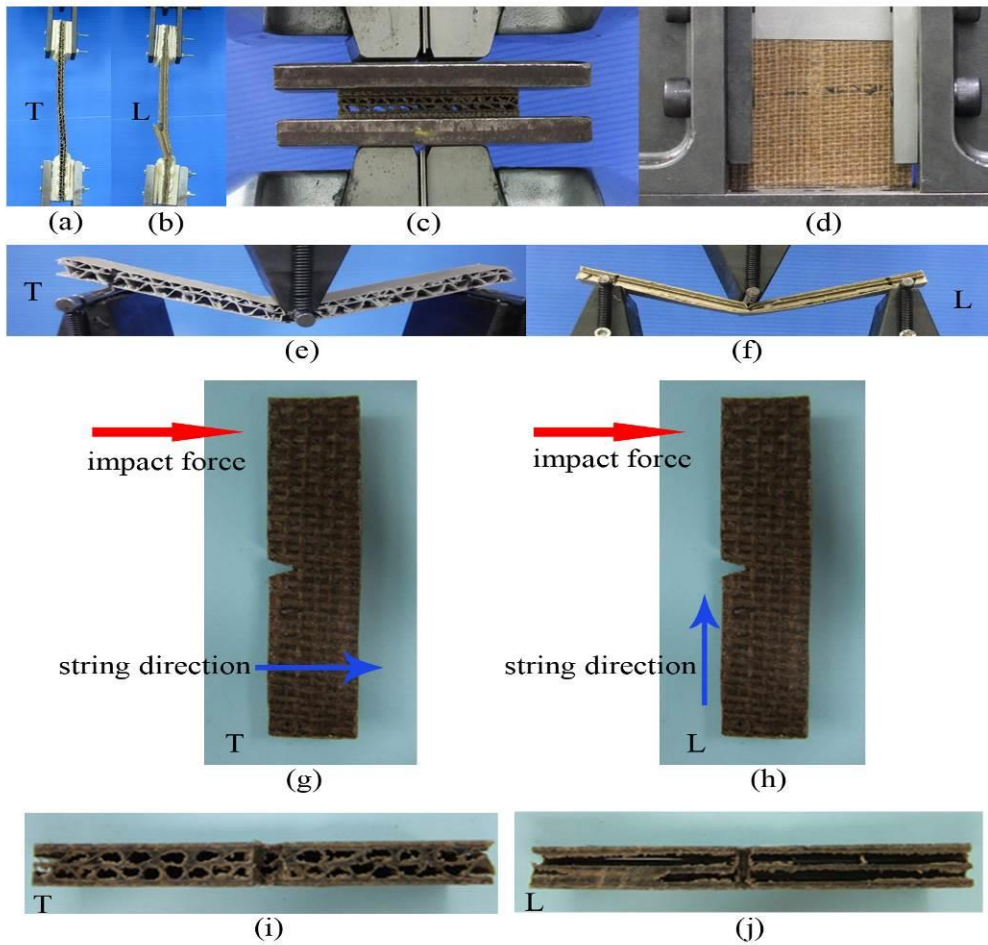 T
L
(a)
(b)
(c)
(d)
T
L
(e)
(f)
impact force
impact force
string direction
string direction
T
L
(g)
(h)
T
L
(i)
(j)